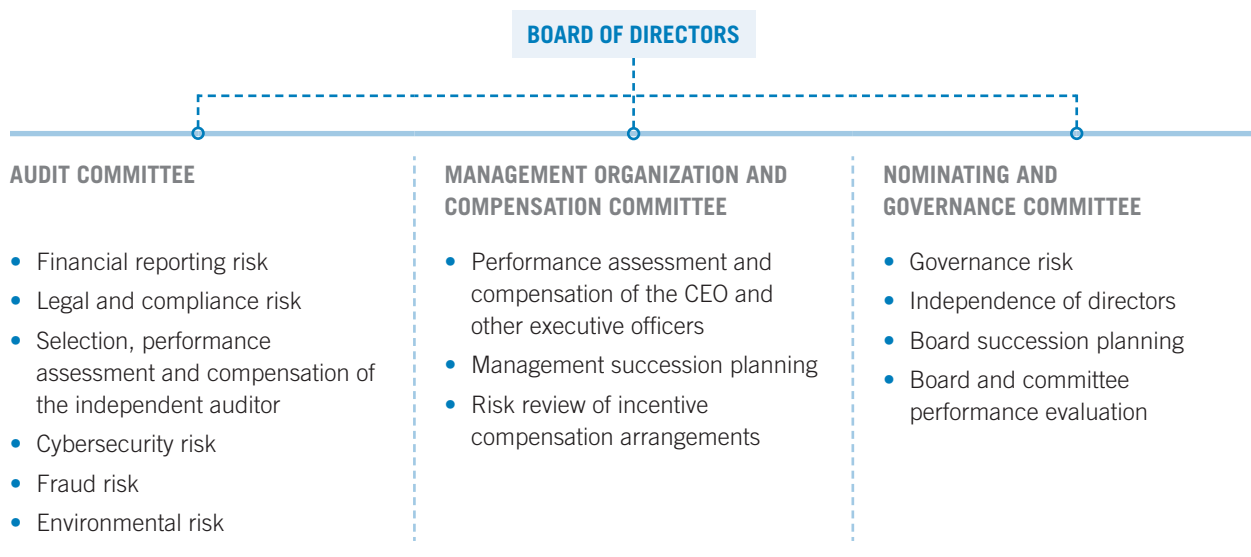 BOARD OF DIRECTORS
AUDIT COMMITTEE
• Financial reporting risk
• Legal and compliance risk
• Selection, performance
assessment and compensation of
the independent auditor
• Cybersecurity risk
• Fraud risk
• Environmental risk
MANAGEMENT ORGANIZATION AND
COMPENSATION COMMITTEE
• Performance assessment and
compensation of the CEO and
other executive officers
• Management succession planning
• Risk review of incentive
compensation arrangements
NOMINATING AND
GOVERNANCE COMMITTEE
• Governance risk
• Independence of directors
• Board succession planning
• Board and committee
performance evaluation